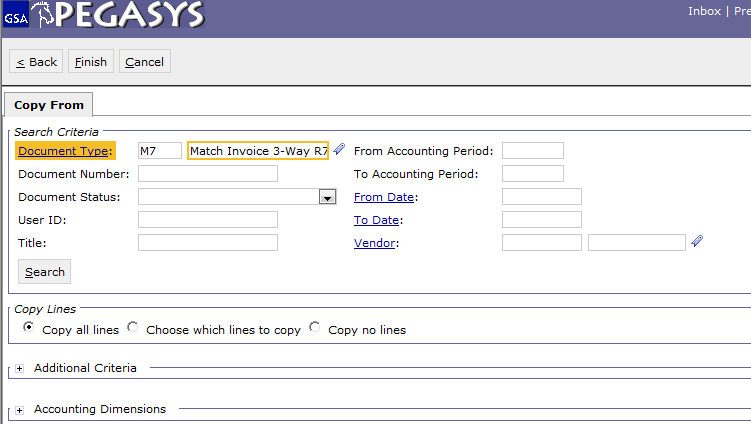 GSA PEGASYS
Inbox | Pre
< Back Finish Cancel
Copy From
Search Criteria
Document Type: M7 Match Invoice 3-Way R7 From Accounting Period:
Document Number: To Accounting Period:
Document Status: From Date:
User ID: To Date:
Title: Vendor:
Search
Copy Lines
Copy all lines Choose which lines to copy Copy no lines
+ Additional Criteria
+ Accounting Dimensions